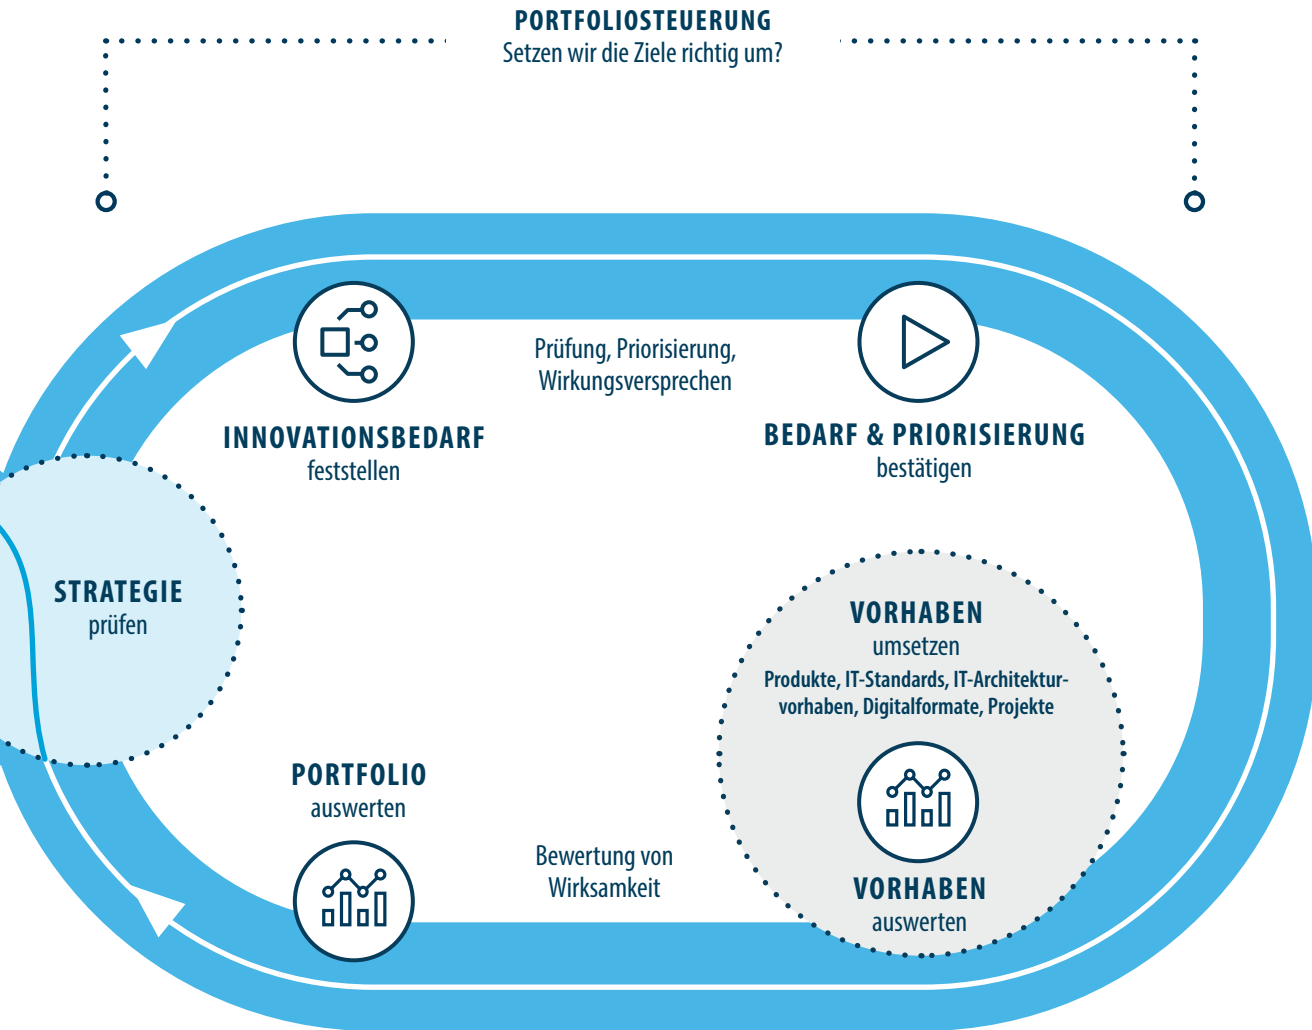 PORTFOLIOSTEUERUNG
Setzen wir die Ziele richtig um?
Prüfung, Priorisierung,
Wirkungsversprechen
INNOVATIONSBEDARF
feststellen
BEDARF & PRIORISIERUNG
bestätigen
STRATEGIE
prüfen
VORHABEN
umsetzen
Produkte, IT-Standards, IT-Architektur-
vorhaben, Digitalformate, Projekte
PORTFOLIO
auswerten
Bewertung von
Wirksamkeit
VORHABEN
auswerten